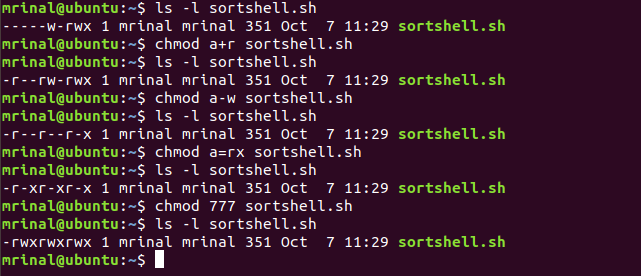 mrinal@ubuntu:~$ ls -l sortshell.sh
-----w-rwx 1 mrinal mrinal 351 Oct  7 11:29 sortshell.sh
mrinal@ubuntu:~$ chmod a+r sortshell.sh
mrinal@ubuntu:~$ ls -l sortshell.sh
-r--rw-rwx 1 mrinal mrinal 351 Oct  7 11:29 sortshell.sh
mrinal@ubuntu:~$ chmod a-w sortshell.sh
mrinal@ubuntu:~$ ls -l sortshell.sh
-r--r--r-x 1 mrinal mrinal 351 Oct  7 11:29 sortshell.sh
mrinal@ubuntu:~$ chmod a=rx sortshell.sh
mrinal@ubuntu:~$ ls -l sortshell.sh
-r-xr-xr-x 1 mrinal mrinal 351 Oct  7 11:29 sortshell.sh
mrinal@ubuntu:~$ chmod 777 sortshell.sh
mrinal@ubuntu:~$ ls -l sortshell.sh
-rwxrwxrwx 1 mrinal mrinal 351 Oct  7 11:29 sortshell.sh
mrinal@ubuntu:~$